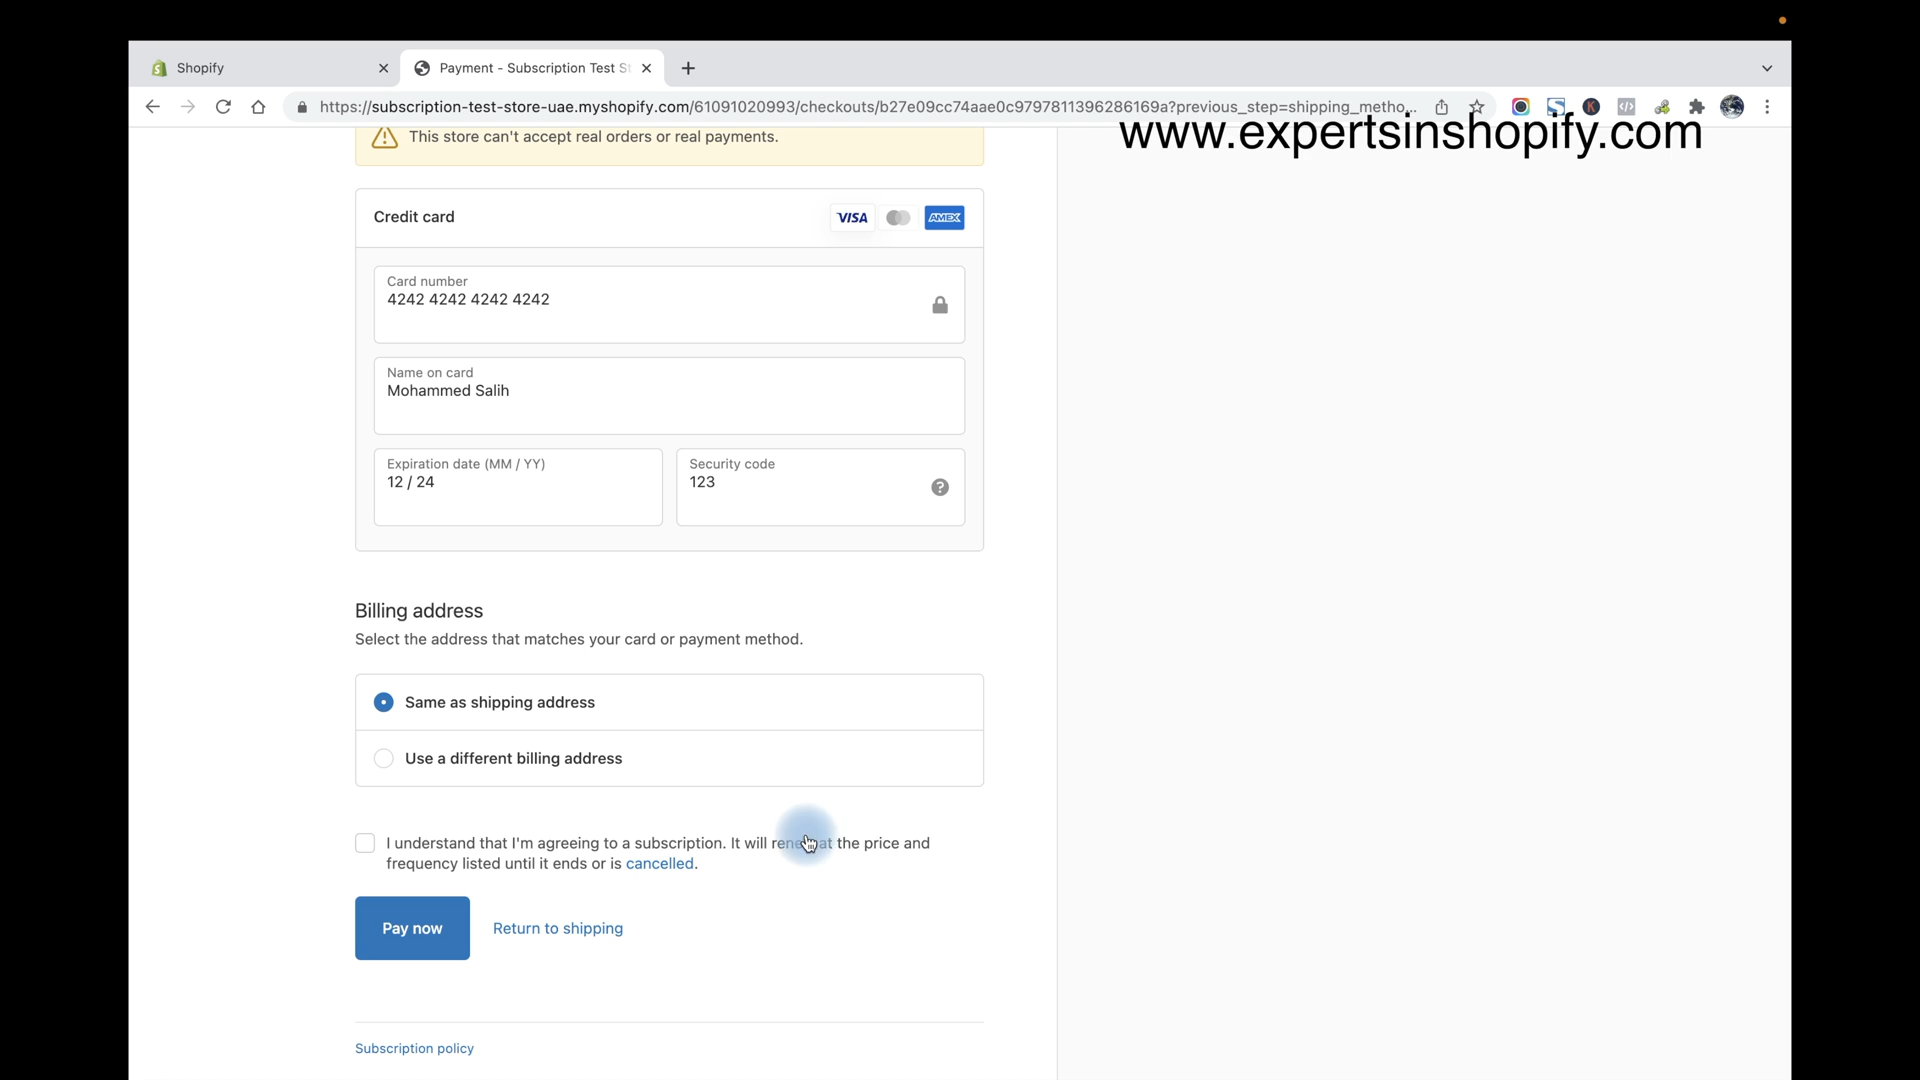 Shopify
Payment - Subscription Test St
https://subscription-test-store-uae.myshopify.com/61091020993/checkouts/b27e09cc74aae0c9797811396286169a?previous_step=shipping_metho...
www.expertsinshopify.com
This store can't accept real orders or real payments.
Credit card
VISA
AMEX
Card number
4242 4242 4242 4242
Name on card
Mohammed Salih
Expiration date (MM / YY)
12 / 24
Security code
123
Billing address
Select the address that matches your card or payment method.
Same as shipping address
Use a different billing address
I understand that I'm agreeing to a subscription. It will renew at the price and
frequency listed until it ends or is cancelled.
Pay now
Return to shipping
Subscription policy